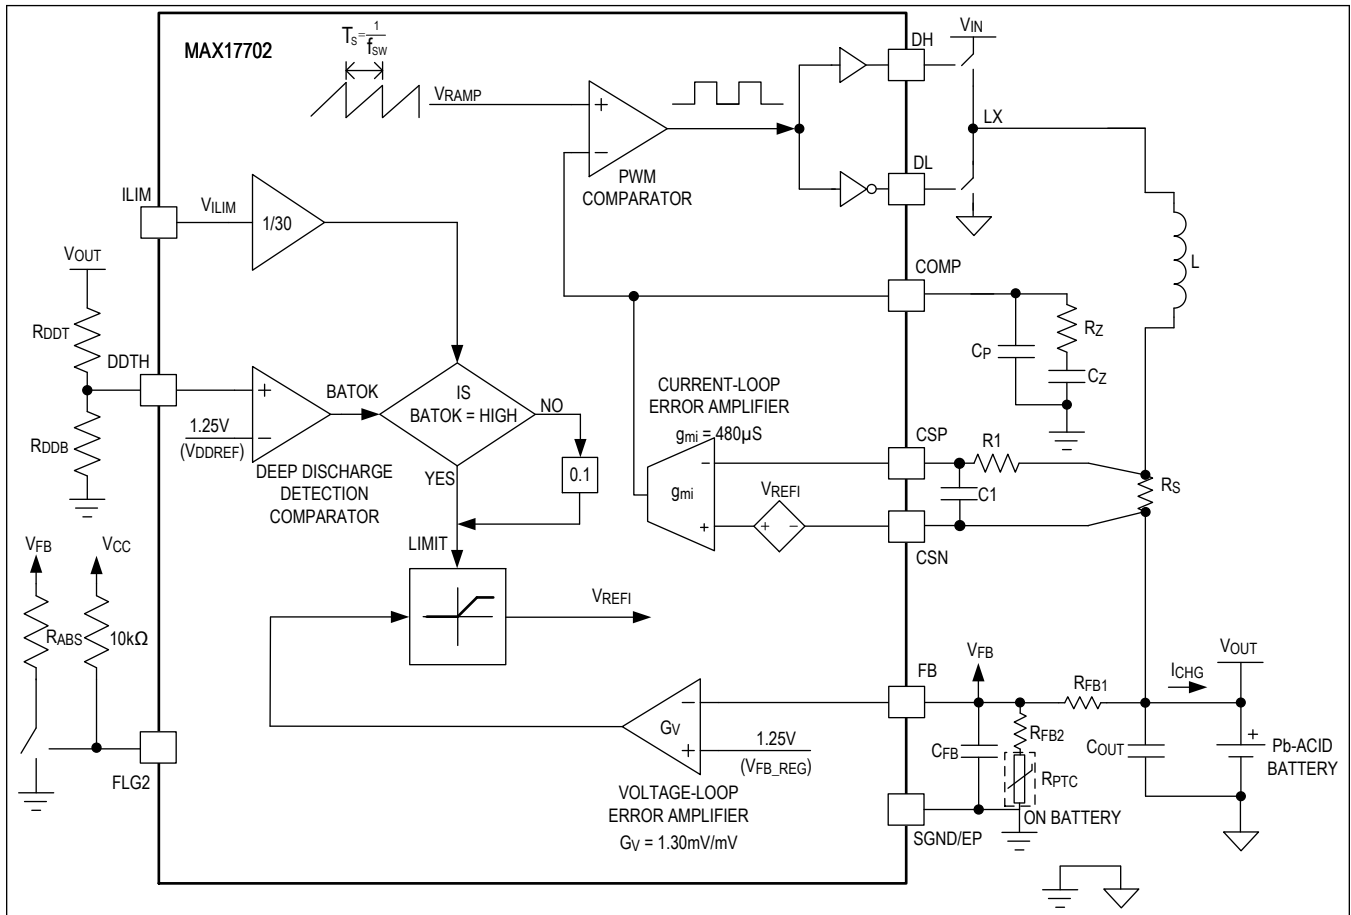 MAX17702
TS = 1/fSW
VRAMP
+
−
PWM
COMPARATOR
DH
VIN
LX
DL
L
ILIM
VILIM
1/30
VOUT
RDDT
DDTH
RDDB
+
−
1.25V
(VDDREF)
BATOK
DEEP DISCHARGE
DETECTION
COMPARATOR
IS
BATOK = HIGH
NO
YES
0.1
LIMIT
VREFI
COMP
CP
RZ
CZ
CURRENT-LOOP
ERROR AMPLIFIER
gmi = 480µS
gmi
−
+
VREFI
+ −
CSP
R1
C1
RS
CSN
VFB
VCC
RABS
10kΩ
FLG2
GV
−
+
1.25V
(VFB_REG)
VOLTAGE-LOOP
ERROR AMPLIFIER
GV = 1.30mV/mV
FB
VFB
RFB1
ICHG
VOUT
CFB
RFB2
RPTC
COUT
+
Pb-ACID
BATTERY
ON BATTERY
SGND/EP